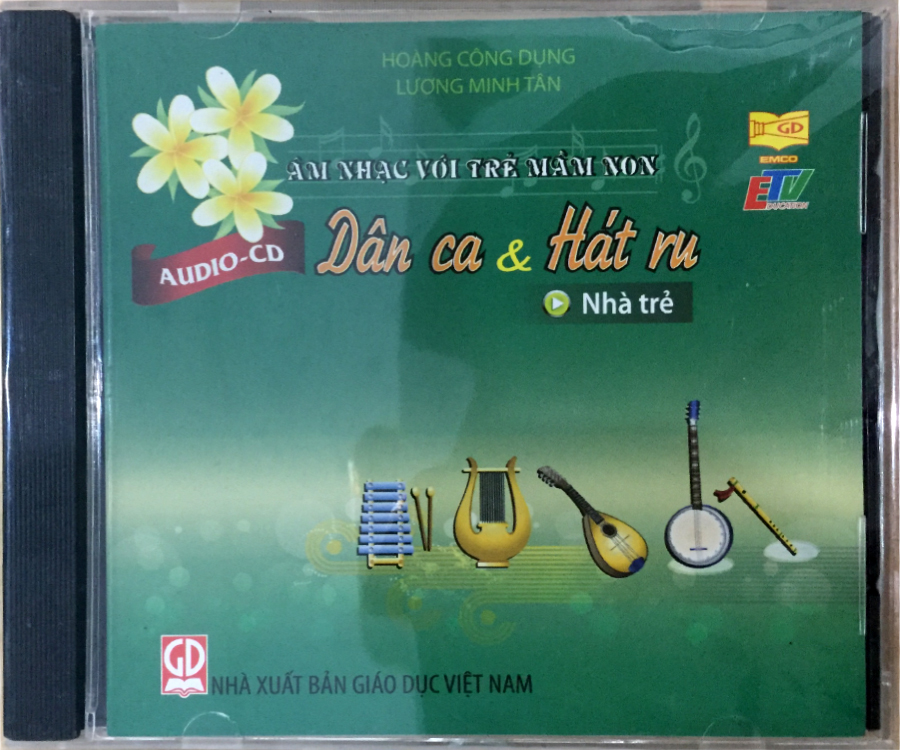 HOÀNG CÔNG DỤNG
LƯƠNG MINH TÂN
ÂM NHẠC VỚI TRẺ MẦM NON
AUDIO-CD
Dân ca & Hát ru
Nhà trẻ
GD
EMCO
ETV
EDUCATION
GD
NHÀ XUẤT BẢN GIÁO DỤC VIỆT NAM